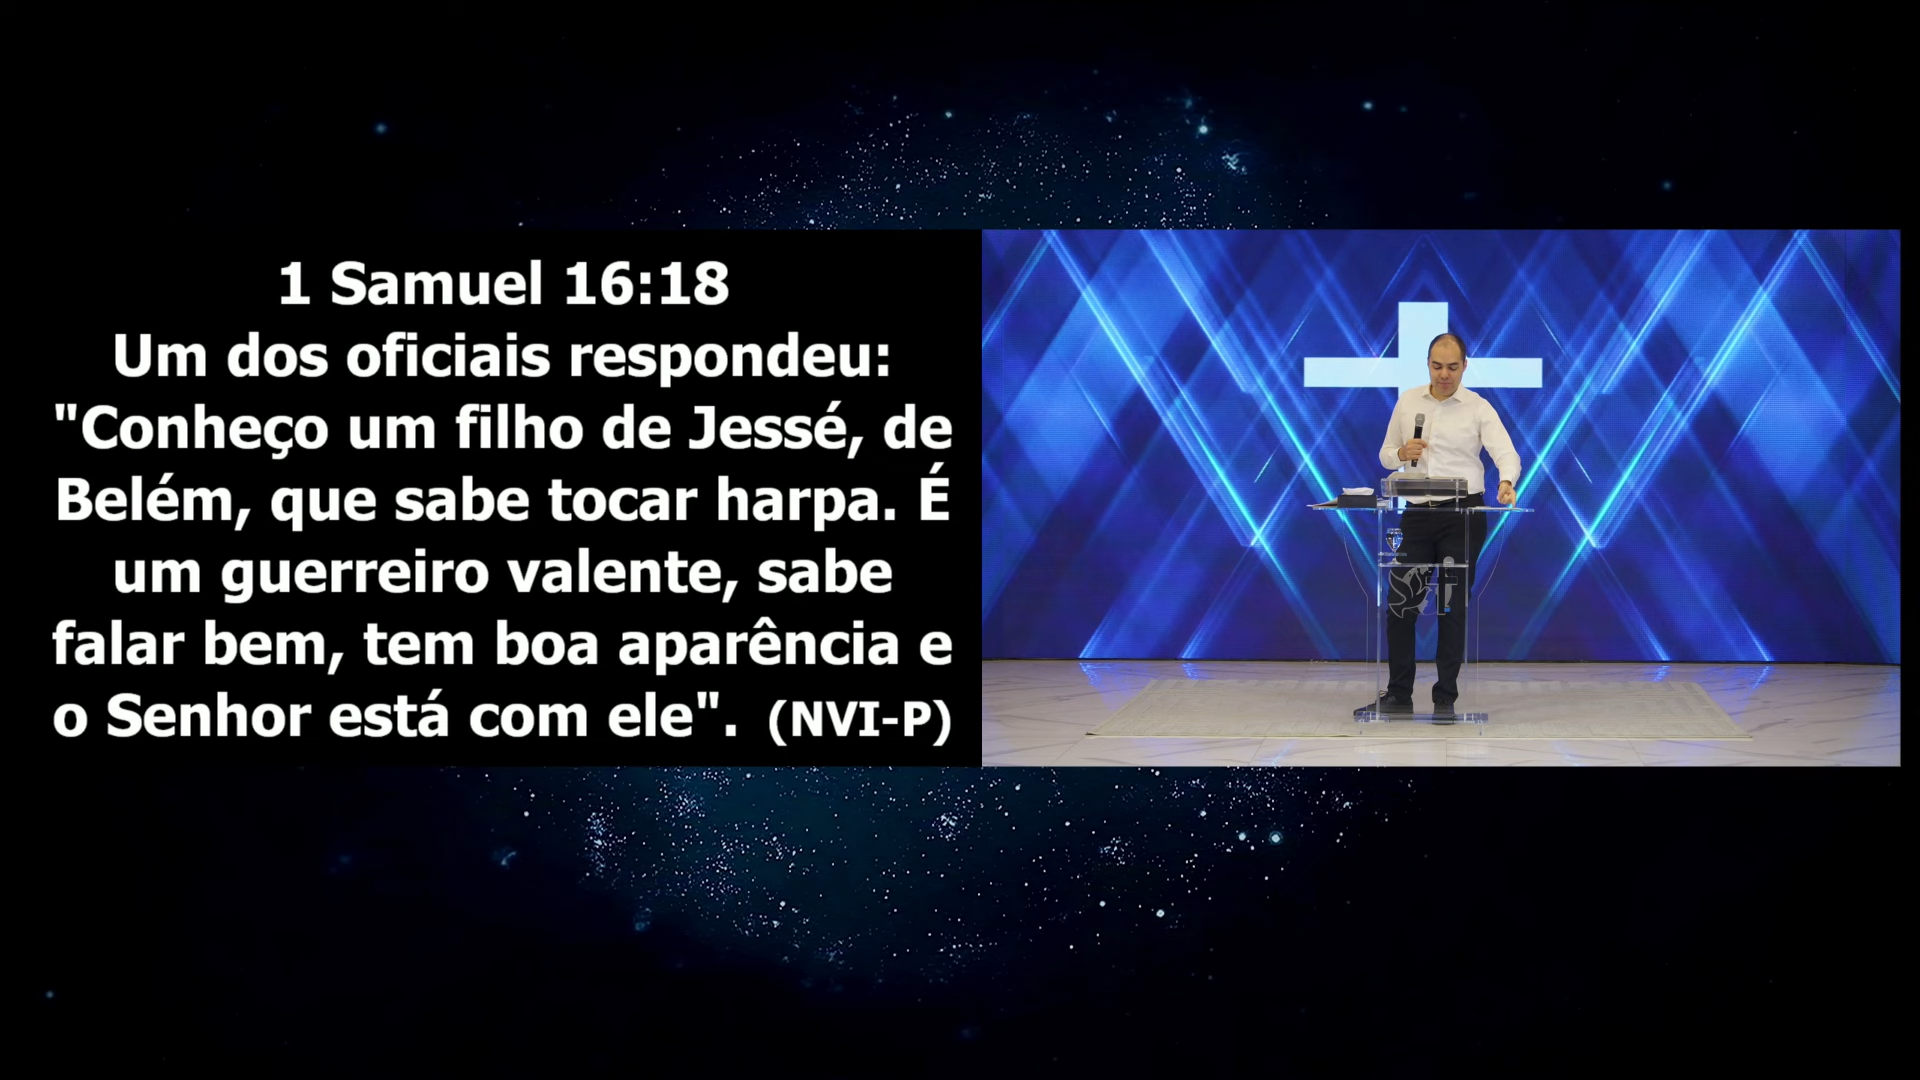 1 Samuel 16:18
Um dos oficiais respondeu:
"Conheço um filho de Jessé, de
Belém, que sabe tocar harpa. É
um guerreiro valente, sabe
falar bem, tem boa aparência e
o Senhor está com ele". (NVI-P)